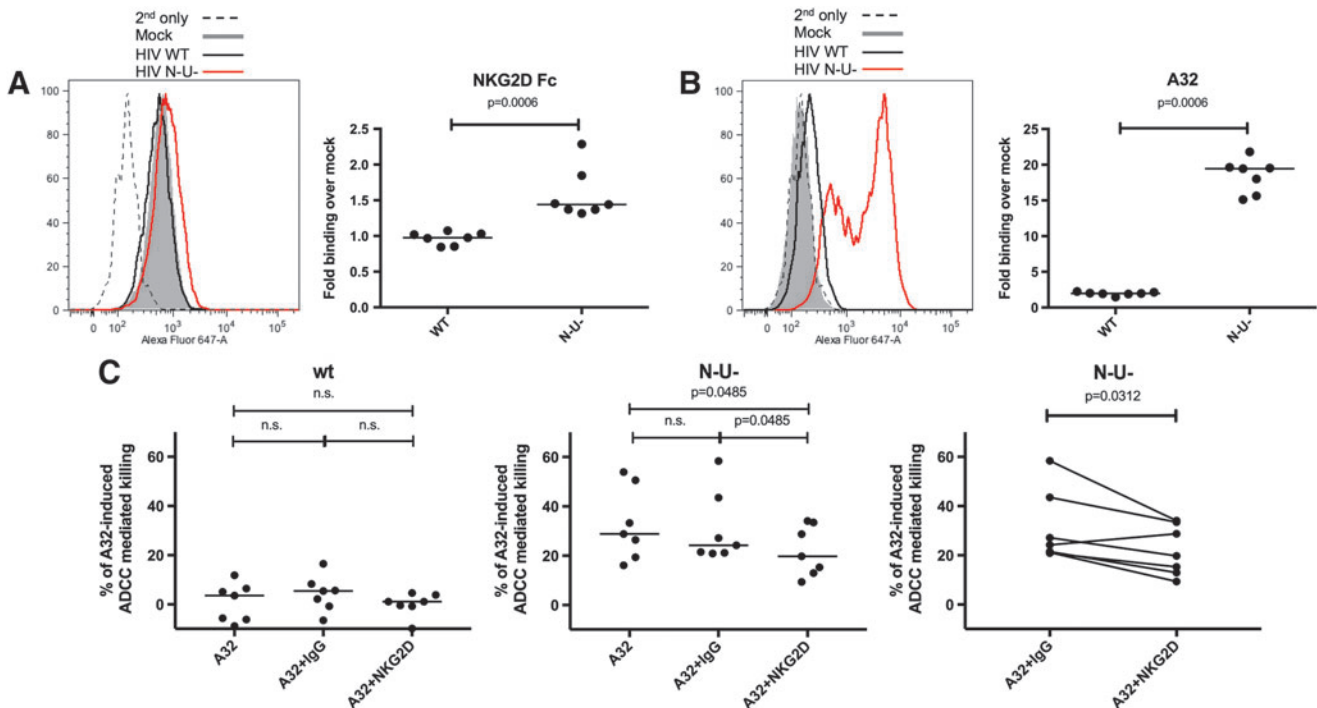 A
2nd only
Mock
HIV WT
HIV N-U-
100
80
60
40
20
0
0 10^2 10^3 10^4 10^5
Alexa Fluor 647-A
NKG2D Fc
p=0.0006
Fold binding over mock
2.5
2.0
1.5
1.0
0.5
0.0
WT N-U-
B
2nd only
Mock
HIV WT
HIV N-U-
100
80
60
40
20
0
0 10^2 10^3 10^4 10^5
Alexa Fluor 647-A
A32
p=0.0006
Fold binding over mock
25
20
15
10
5
0
WT N-U-
C
wt
n.s.
n.s. n.s.
% of A32-induced
ADCC mediated killing
60
40
20
0
A32 A32+IgG A32+NKG2D
N-U-
p=0.0485
n.s. p=0.0485
% of A32-induced
ADCC mediated killing
60
40
20
0
A32 A32+IgG A32+NKG2D
N-U-
p=0.0312
% of A32-induced
ADCC mediated killing
60
40
20
0
A32+IgG A32+NKG2D